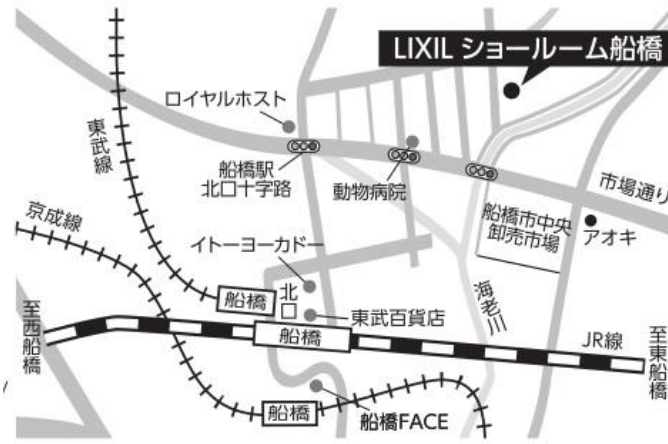 LIXIL ショールーム船橋
ロイヤルホスト
東武線
船橋駅
北口十字路
動物病院
市場通り
船橋市中央
卸売市場
アオキ
京成線
イトーヨーカドー
海老川
船橋
北口
東武百貨店
船橋
JR線
至西船橋
至東船橋
船橋
船橋FACE